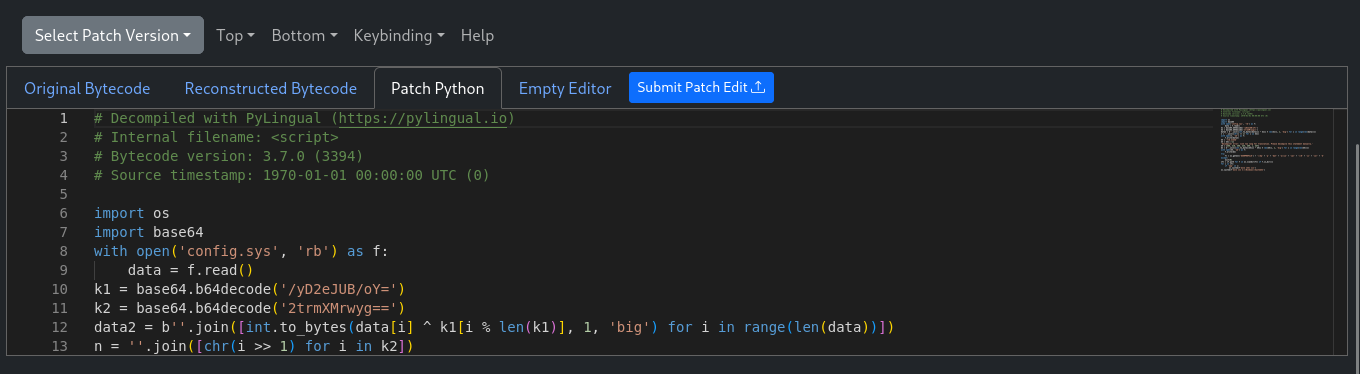 Select Patch Version Top Bottom Keybinding Help
Original Bytecode Reconstructed Bytecode Patch Python Empty Editor Submit Patch Edit
1 # Decompiled with PyLingual (https://pylingual.io)
2 # Internal filename: <script>
3 # Bytecode version: 3.7.0 (3394)
4 # Source timestamp: 1970-01-01 00:00:00 UTC (0)
5
6 import os
7 import base64
8 with open('config.sys', 'rb') as f:
9     data = f.read()
10 k1 = base64.b64decode('/yD2eJUB/oY=')
11 k2 = base64.b64decode('2trmXMrwyg==')
12 data2 = b''.join([int.to_bytes(data[i] ^ k1[i % len(k1)], 1, 'big') for i in range(len(data))])
13 n = ''.join([chr(i >> 1) for i in k2])